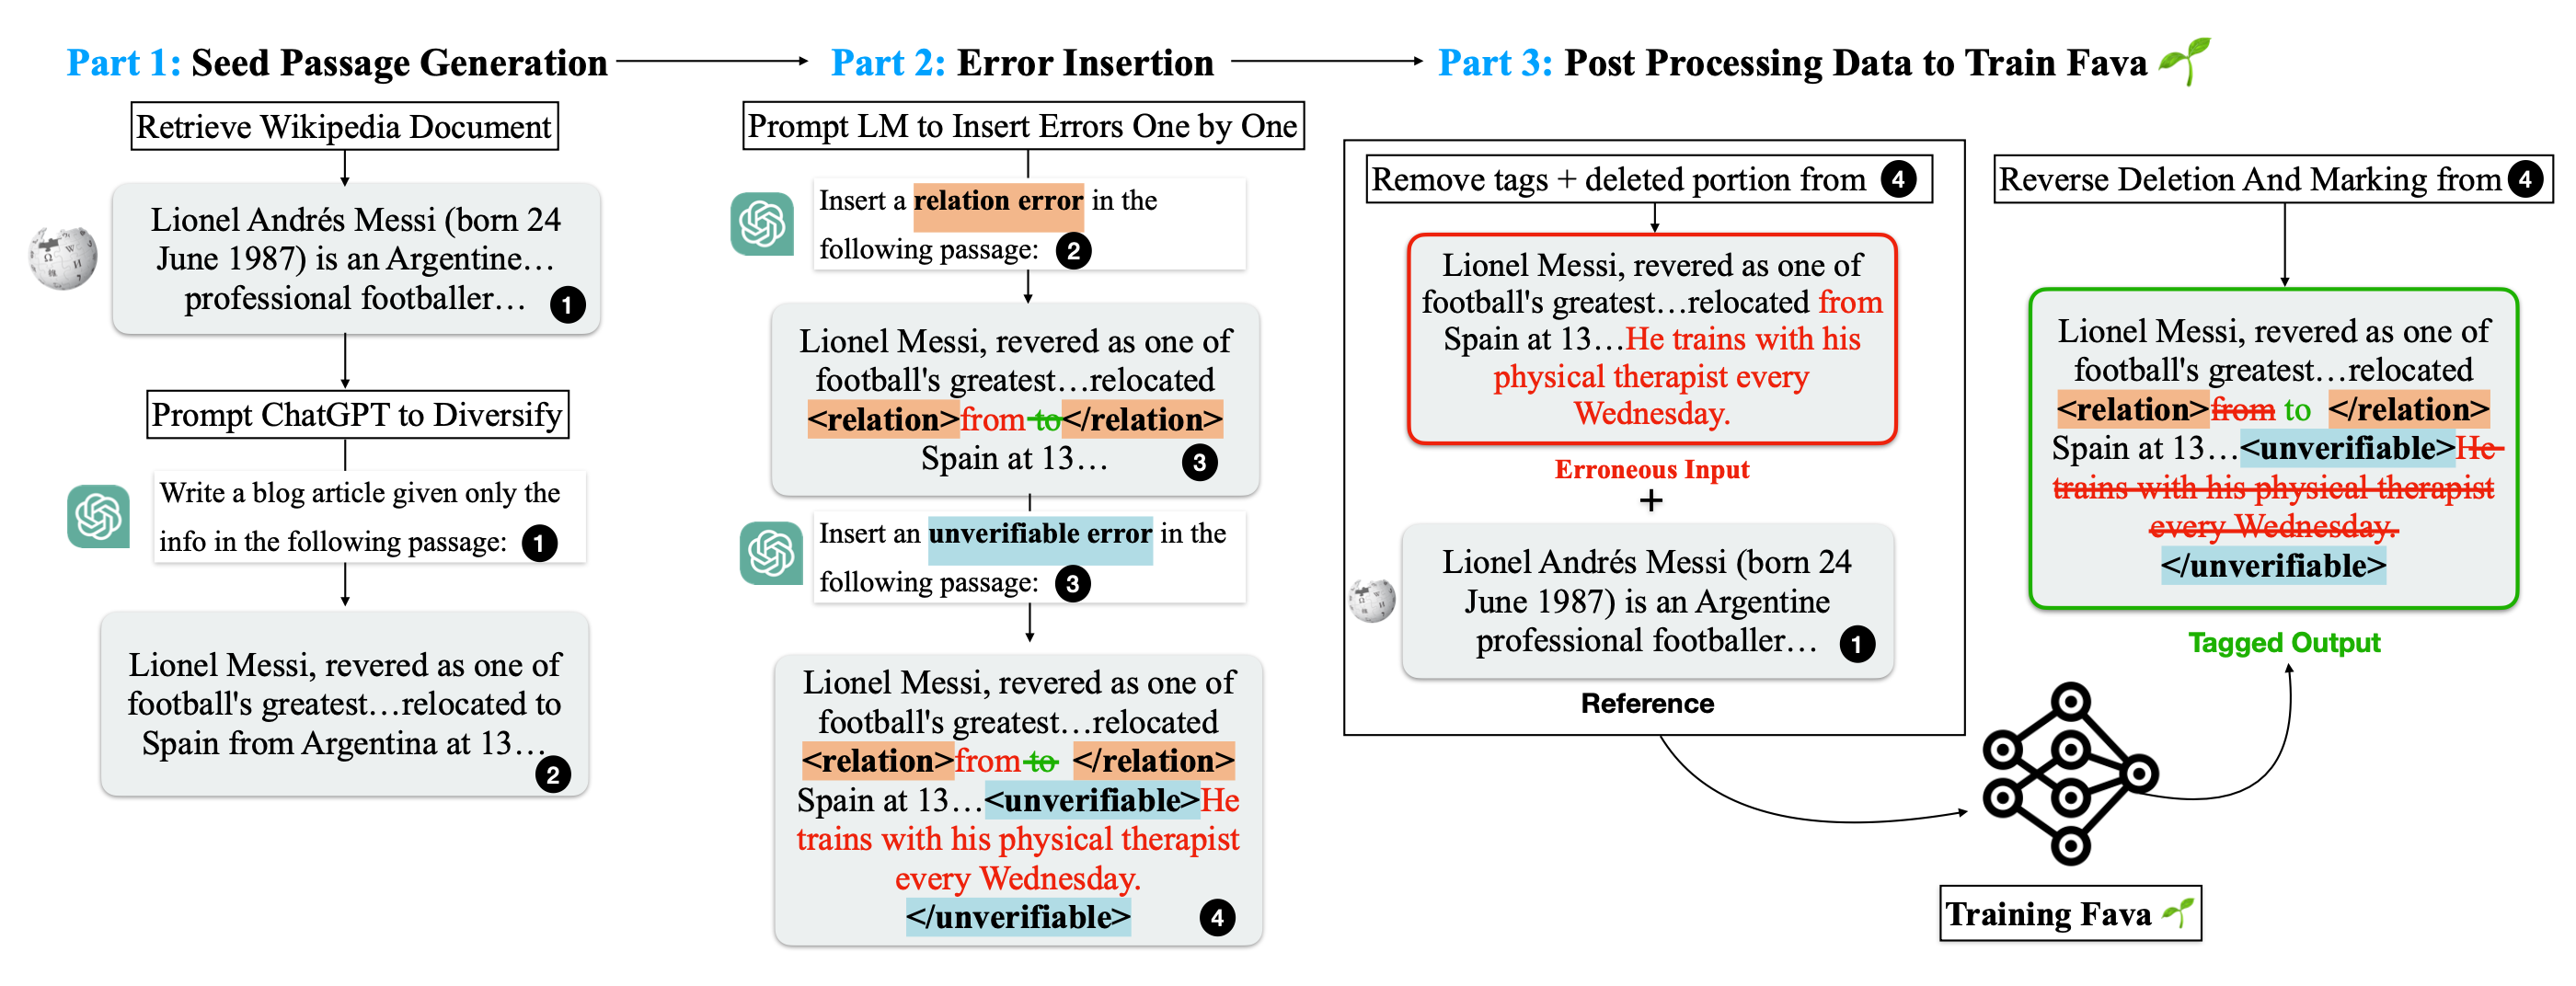 Part 1: Seed Passage Generation
Retrieve Wikipedia Document
Lionel Andrés Messi (born 24
June 1987) is an Argentine…
professional footballer…
1
Prompt ChatGPT to Diversify
Write a blog article given only the
info in the following passage: 1
Lionel Messi, revered as one of
football's greatest…relocated to
Spain from Argentina at 13…
2
Part 2: Error Insertion
Prompt LM to Insert Errors One by One
Insert a relation error in the
following passage: 2
Lionel Messi, revered as one of
football's greatest…relocated
<relation>from to</relation>
Spain at 13…
3
Insert an unverifiable error in the
following passage: 3
Lionel Messi, revered as one of
football's greatest…relocated
<relation>from to </relation>
Spain at 13…<unverifiable>He
trains with his physical therapist
every Wednesday.
</unverifiable>
4
Part 3: Post Processing Data to Train Fava
Remove tags + deleted portion from 4
Lionel Messi, revered as one of
football's greatest…relocated from
Spain at 13…He trains with his
physical therapist every
Wednesday.
Erroneous Input
+
Lionel Andrés Messi (born 24
June 1987) is an Argentine
professional footballer…
1
Reference
Reverse Deletion And Marking from 4
Lionel Messi, revered as one of
football's greatest…relocated
<relation>from to </relation>
Spain at 13…<unverifiable>He
trains with his physical therapist
every Wednesday.
</unverifiable>
Tagged Output
Training Fava